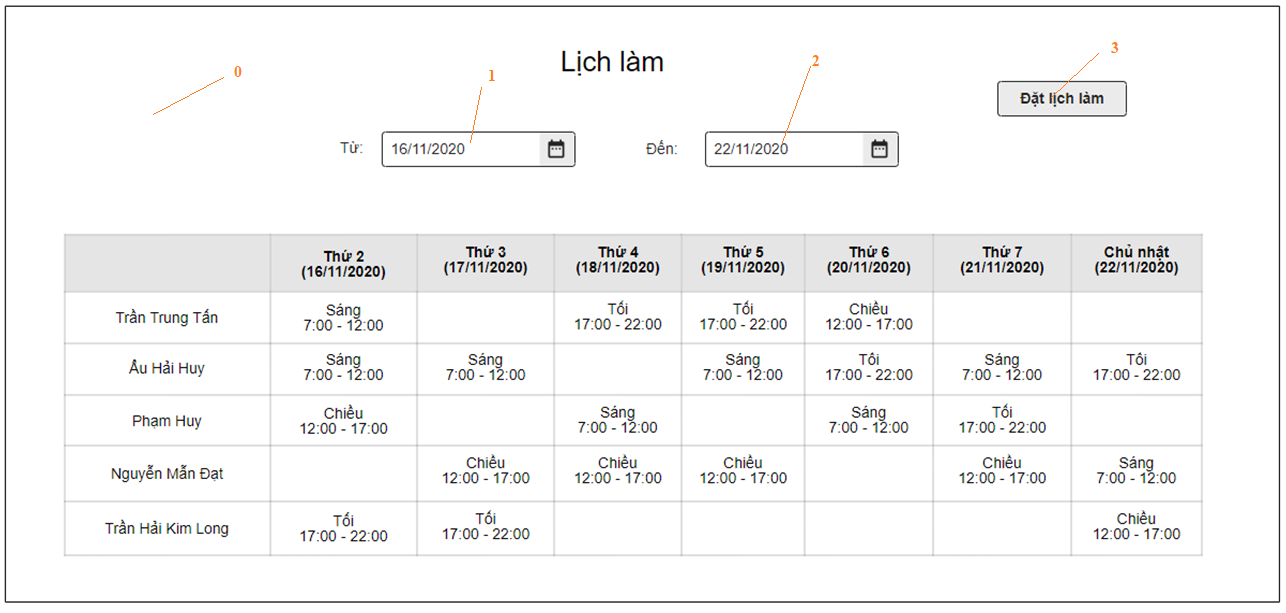 Lịch làm
0
1
2
3
Đặt lịch làm
Từ:
16/11/2020
Đến:
22/11/2020
Thứ 2
(16/11/2020)
Thứ 3
(17/11/2020)
Thứ 4
(18/11/2020)
Thứ 5
(19/11/2020)
Thứ 6
(20/11/2020)
Thứ 7
(21/11/2020)
Chủ nhật
(22/11/2020)
Trần Trung Tấn
Sáng
7:00 - 12:00
Tối
17:00 - 22:00
Tối
17:00 - 22:00
Chiều
12:00 - 17:00
Ẩu Hải Huy
Sáng
7:00 - 12:00
Sáng
7:00 - 12:00
Sáng
7:00 - 12:00
Tối
17:00 - 22:00
Sáng
7:00 - 12:00
Tối
17:00 - 22:00
Phạm Huy
Chiều
12:00 - 17:00
Sáng
7:00 - 12:00
Sáng
7:00 - 12:00
Tối
17:00 - 22:00
Nguyễn Mẫn Đạt
Chiều
12:00 - 17:00
Chiều
12:00 - 17:00
Chiều
12:00 - 17:00
Chiều
12:00 - 17:00
Sáng
7:00 - 12:00
Trần Hải Kim Long
Tối
17:00 - 22:00
Tối
17:00 - 22:00
Chiều
12:00 - 17:00